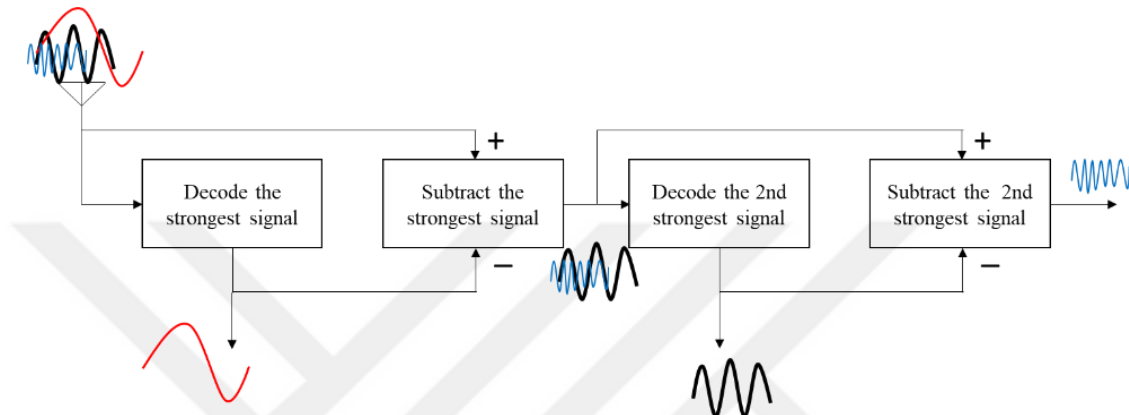 +
+
Decode the
strongest signal
Subtract the
strongest signal
Decode the 2nd
strongest signal
Subtract the 2nd
strongest signal
−
−